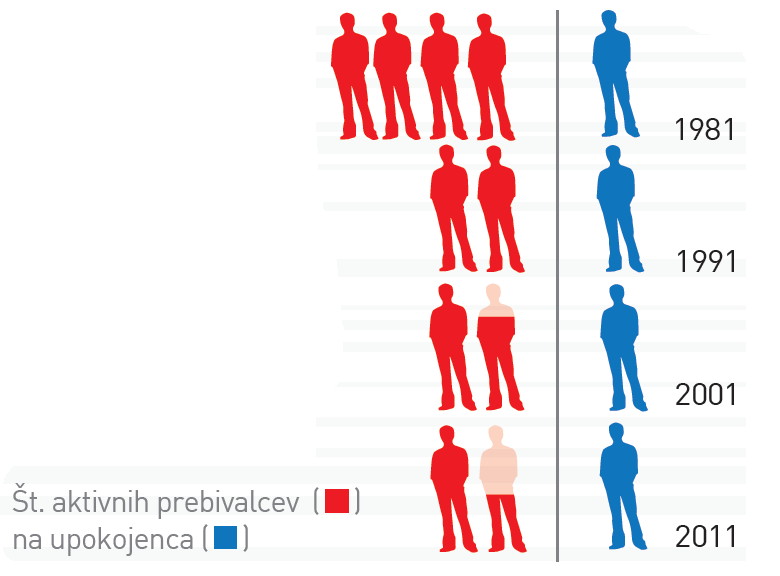 1981
1991
2001
2011
Št. aktivnih prebivalcev ( )
na upokojenca ( )